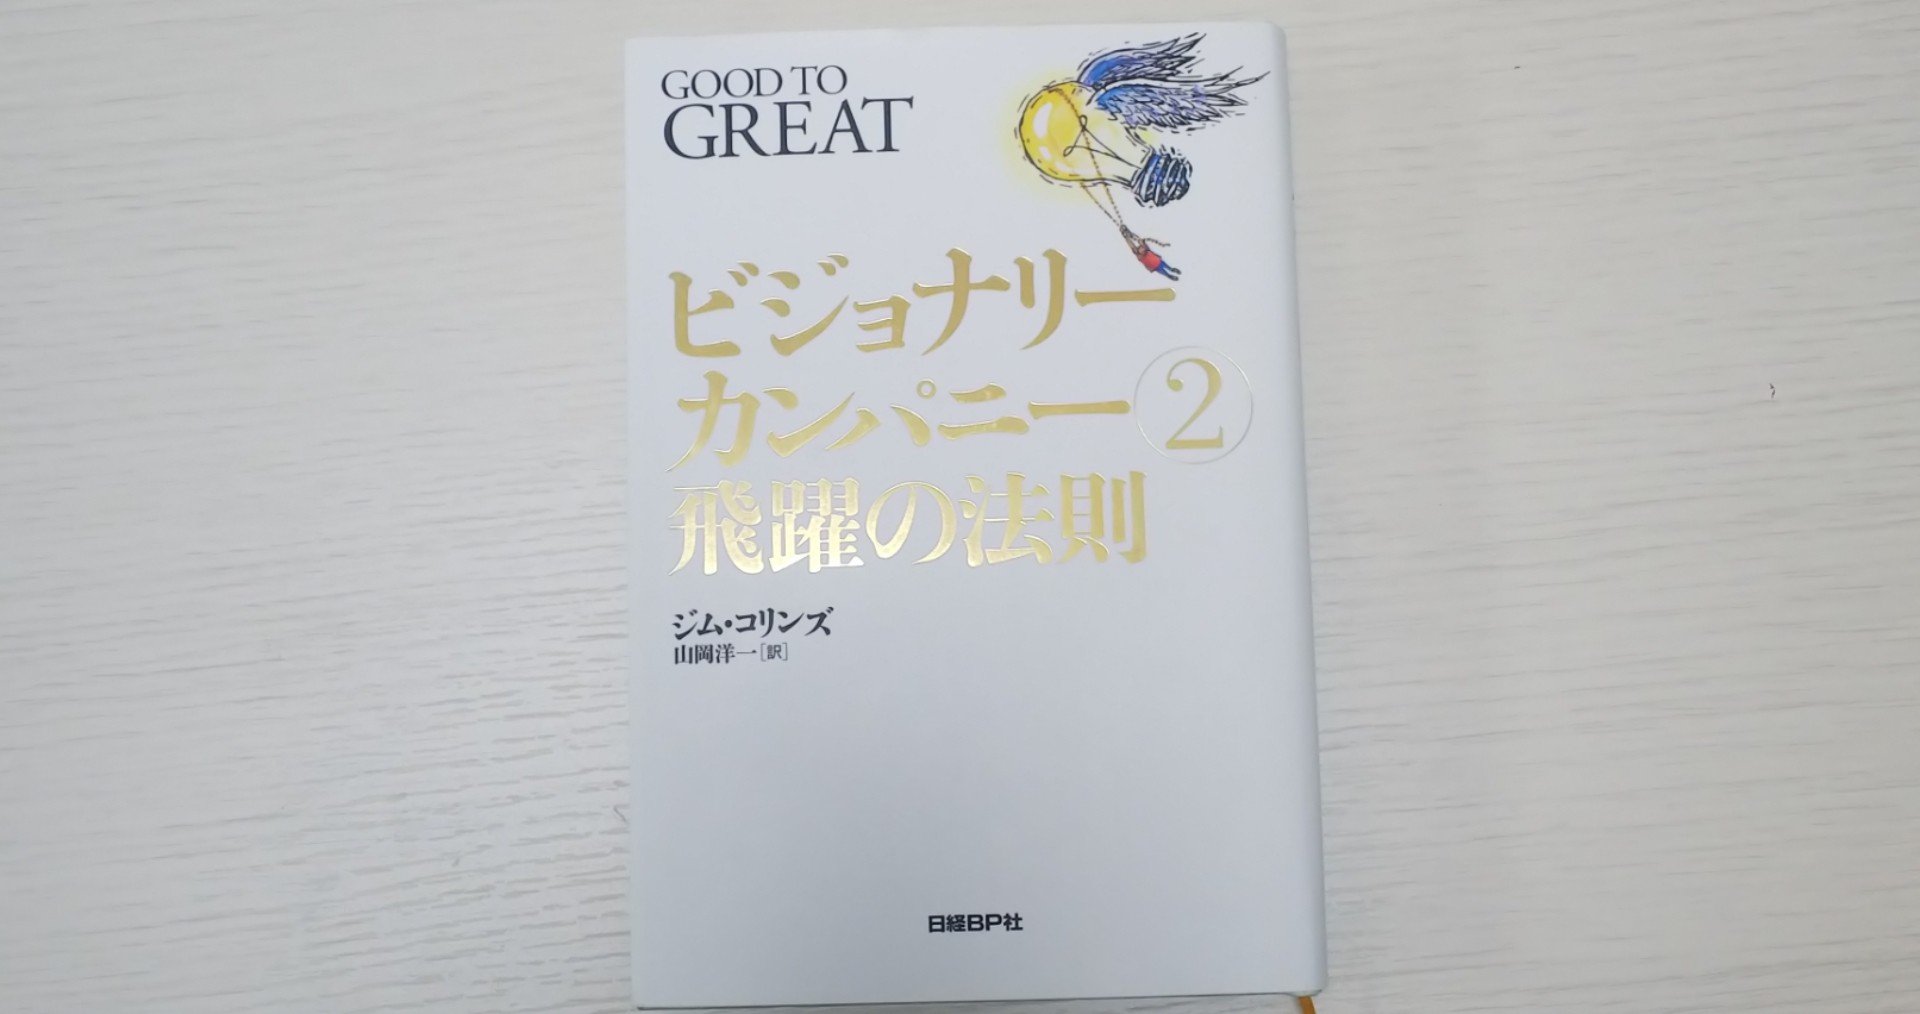 GOOD TO
GREAT
ビジョナリー
カンパニー②
飛躍の法則
ジム・コリンズ
山岡洋一[訳]
日経BP社